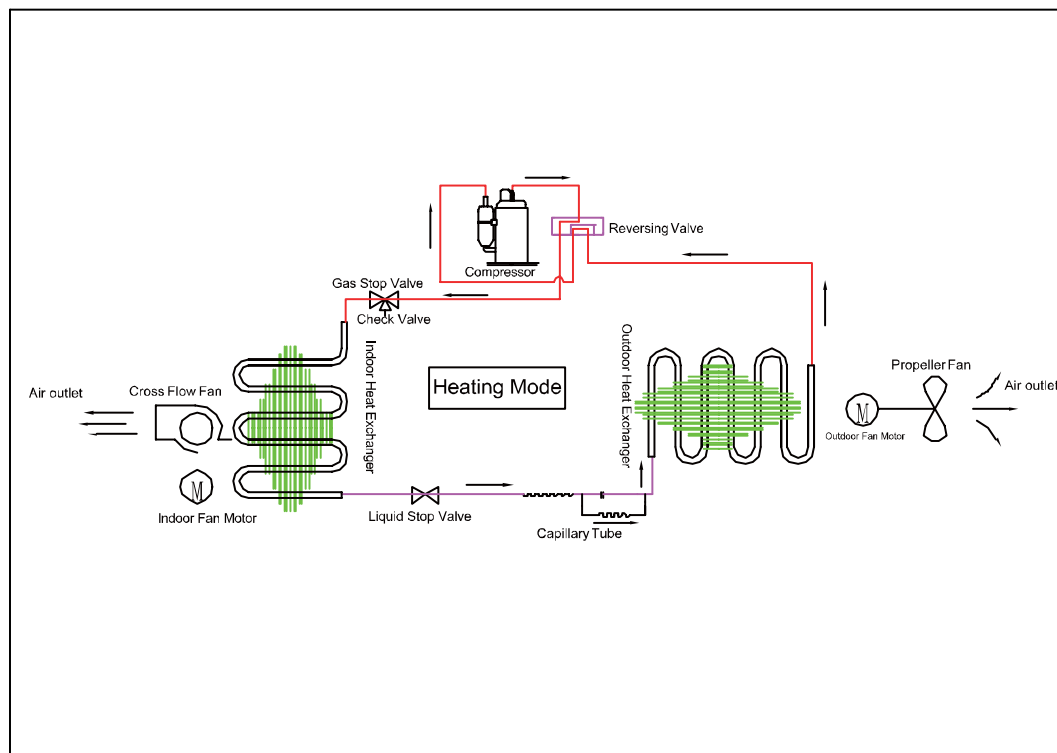 Reversing Valve
Compressor
Gas Stop Valve
Check Valve
Indoor Heat Exchanger
Outdoor Heat Exchanger
Heating Mode
Propeller Fan
Air outlet
Cross Flow Fan
Air outlet
M
Outdoor Fan Motor
M
Indoor Fan Motor
Liquid Stop Valve
Capillary Tube